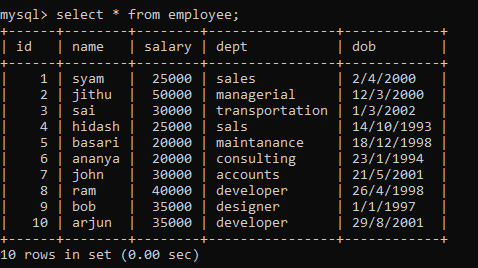 mysql> select * from employee;
+------+--------+--------+----------------+------------+
| id   | name   | salary | dept           | dob        |
+------+--------+--------+----------------+------------+
|    1 | syam   |  25000 | sales          | 2/4/2000   |
|    2 | jithu  |  50000 | managerial     | 12/3/2000  |
|    3 | sai    |  30000 | transportation | 1/3/2002   |
|    4 | hidash |  25000 | sals           | 14/10/1993 |
|    5 | basari |  20000 | maintanance    | 18/12/1998 |
|    6 | ananya |  20000 | consulting     | 23/1/1994  |
|    7 | john   |  30000 | accounts       | 21/5/2001  |
|    8 | ram    |  40000 | developer      | 26/4/1998  |
|    9 | bob    |  35000 | designer       | 1/1/1997   |
|   10 | arjun  |  35000 | developer      | 29/8/2001  |
+------+--------+--------+----------------+------------+
10 rows in set (0.00 sec)